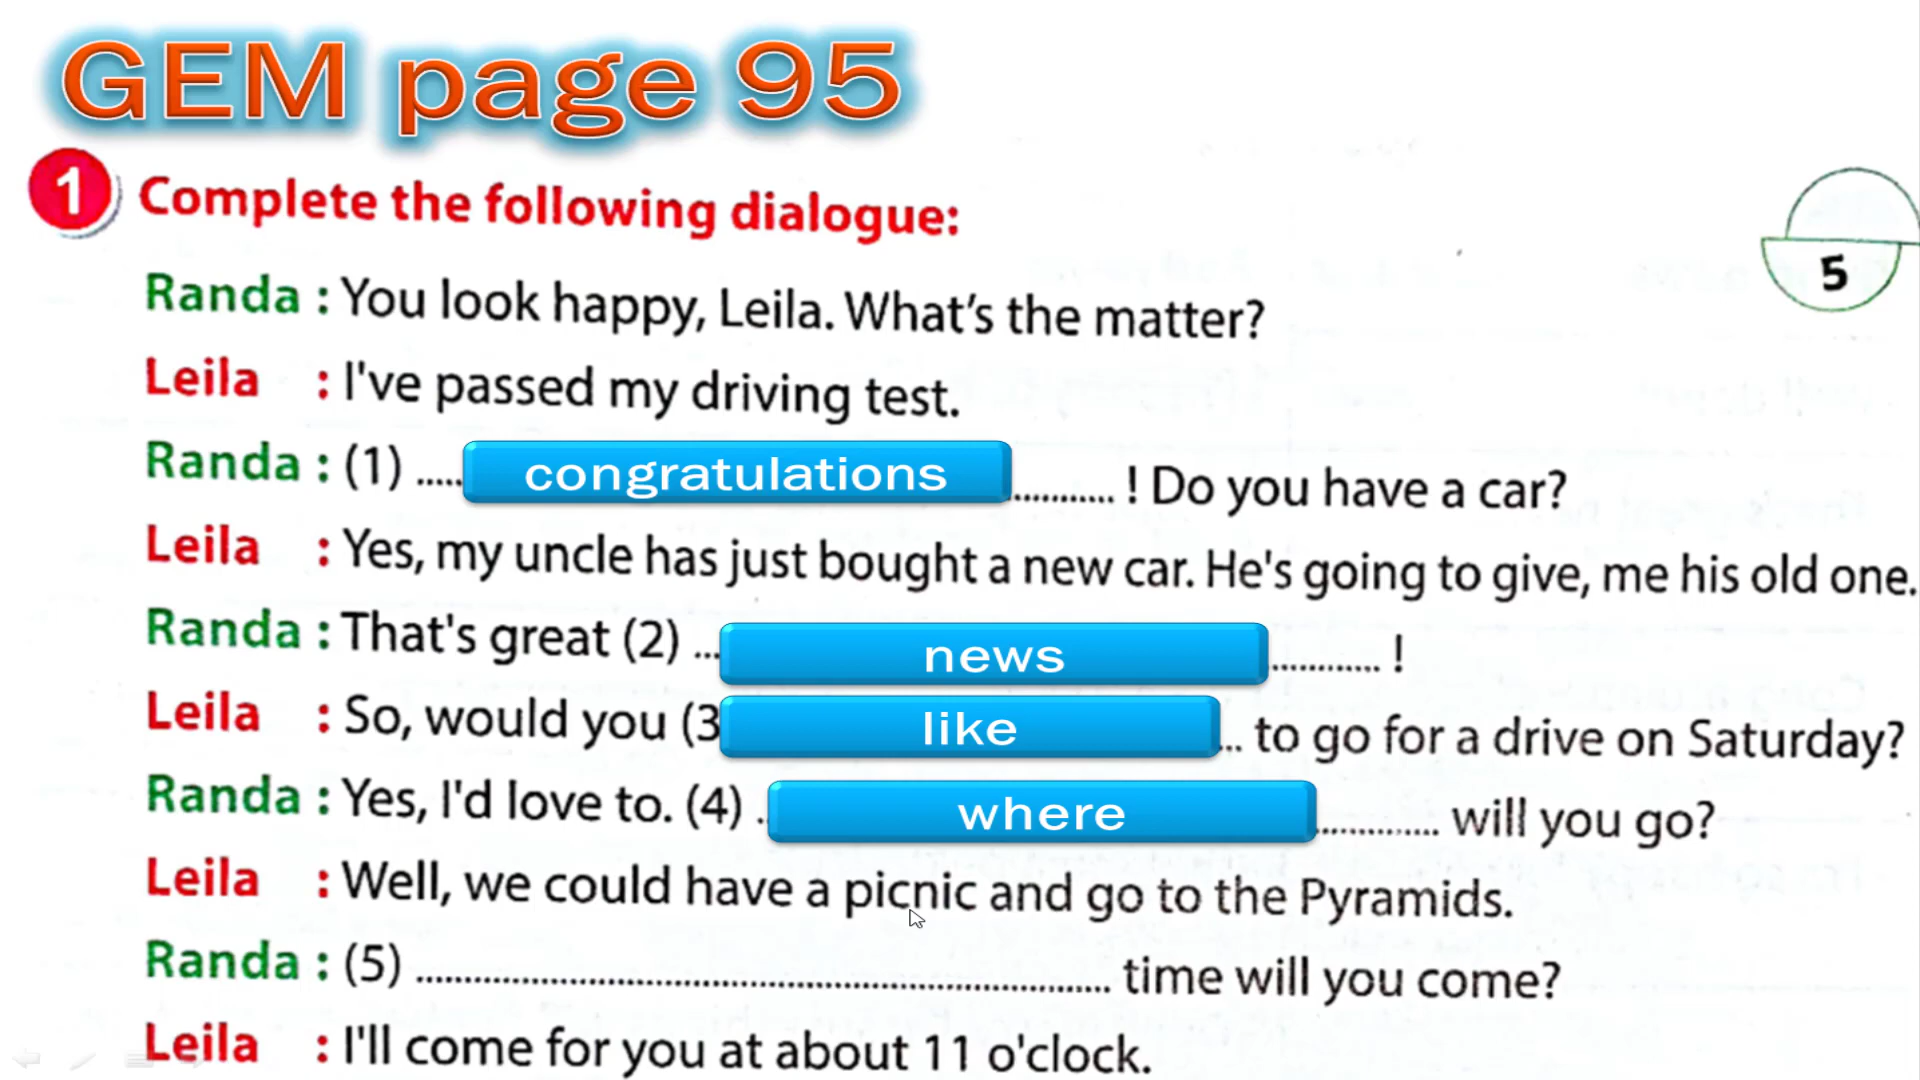 GEM page 95
1 Complete the following dialogue:
5
Randa : You look happy, Leila. What's the matter?
Leila : I've passed my driving test.
Randa : (1) ..... congratulations ........... ! Do you have a car?
Leila : Yes, my uncle has just bought a new car. He's going to give, me his old one.
Randa : That's great (2) ... news ............ !
Leila : So, would you (3 like ... to go for a drive on Saturday?
Randa : Yes, I'd love to. (4) . where ............. will you go?
Leila : Well, we could have a picnic and go to the Pyramids.
Randa : (5) ........................................................................ time will you come?
Leila : I'll come for you at about 11 o'clock.